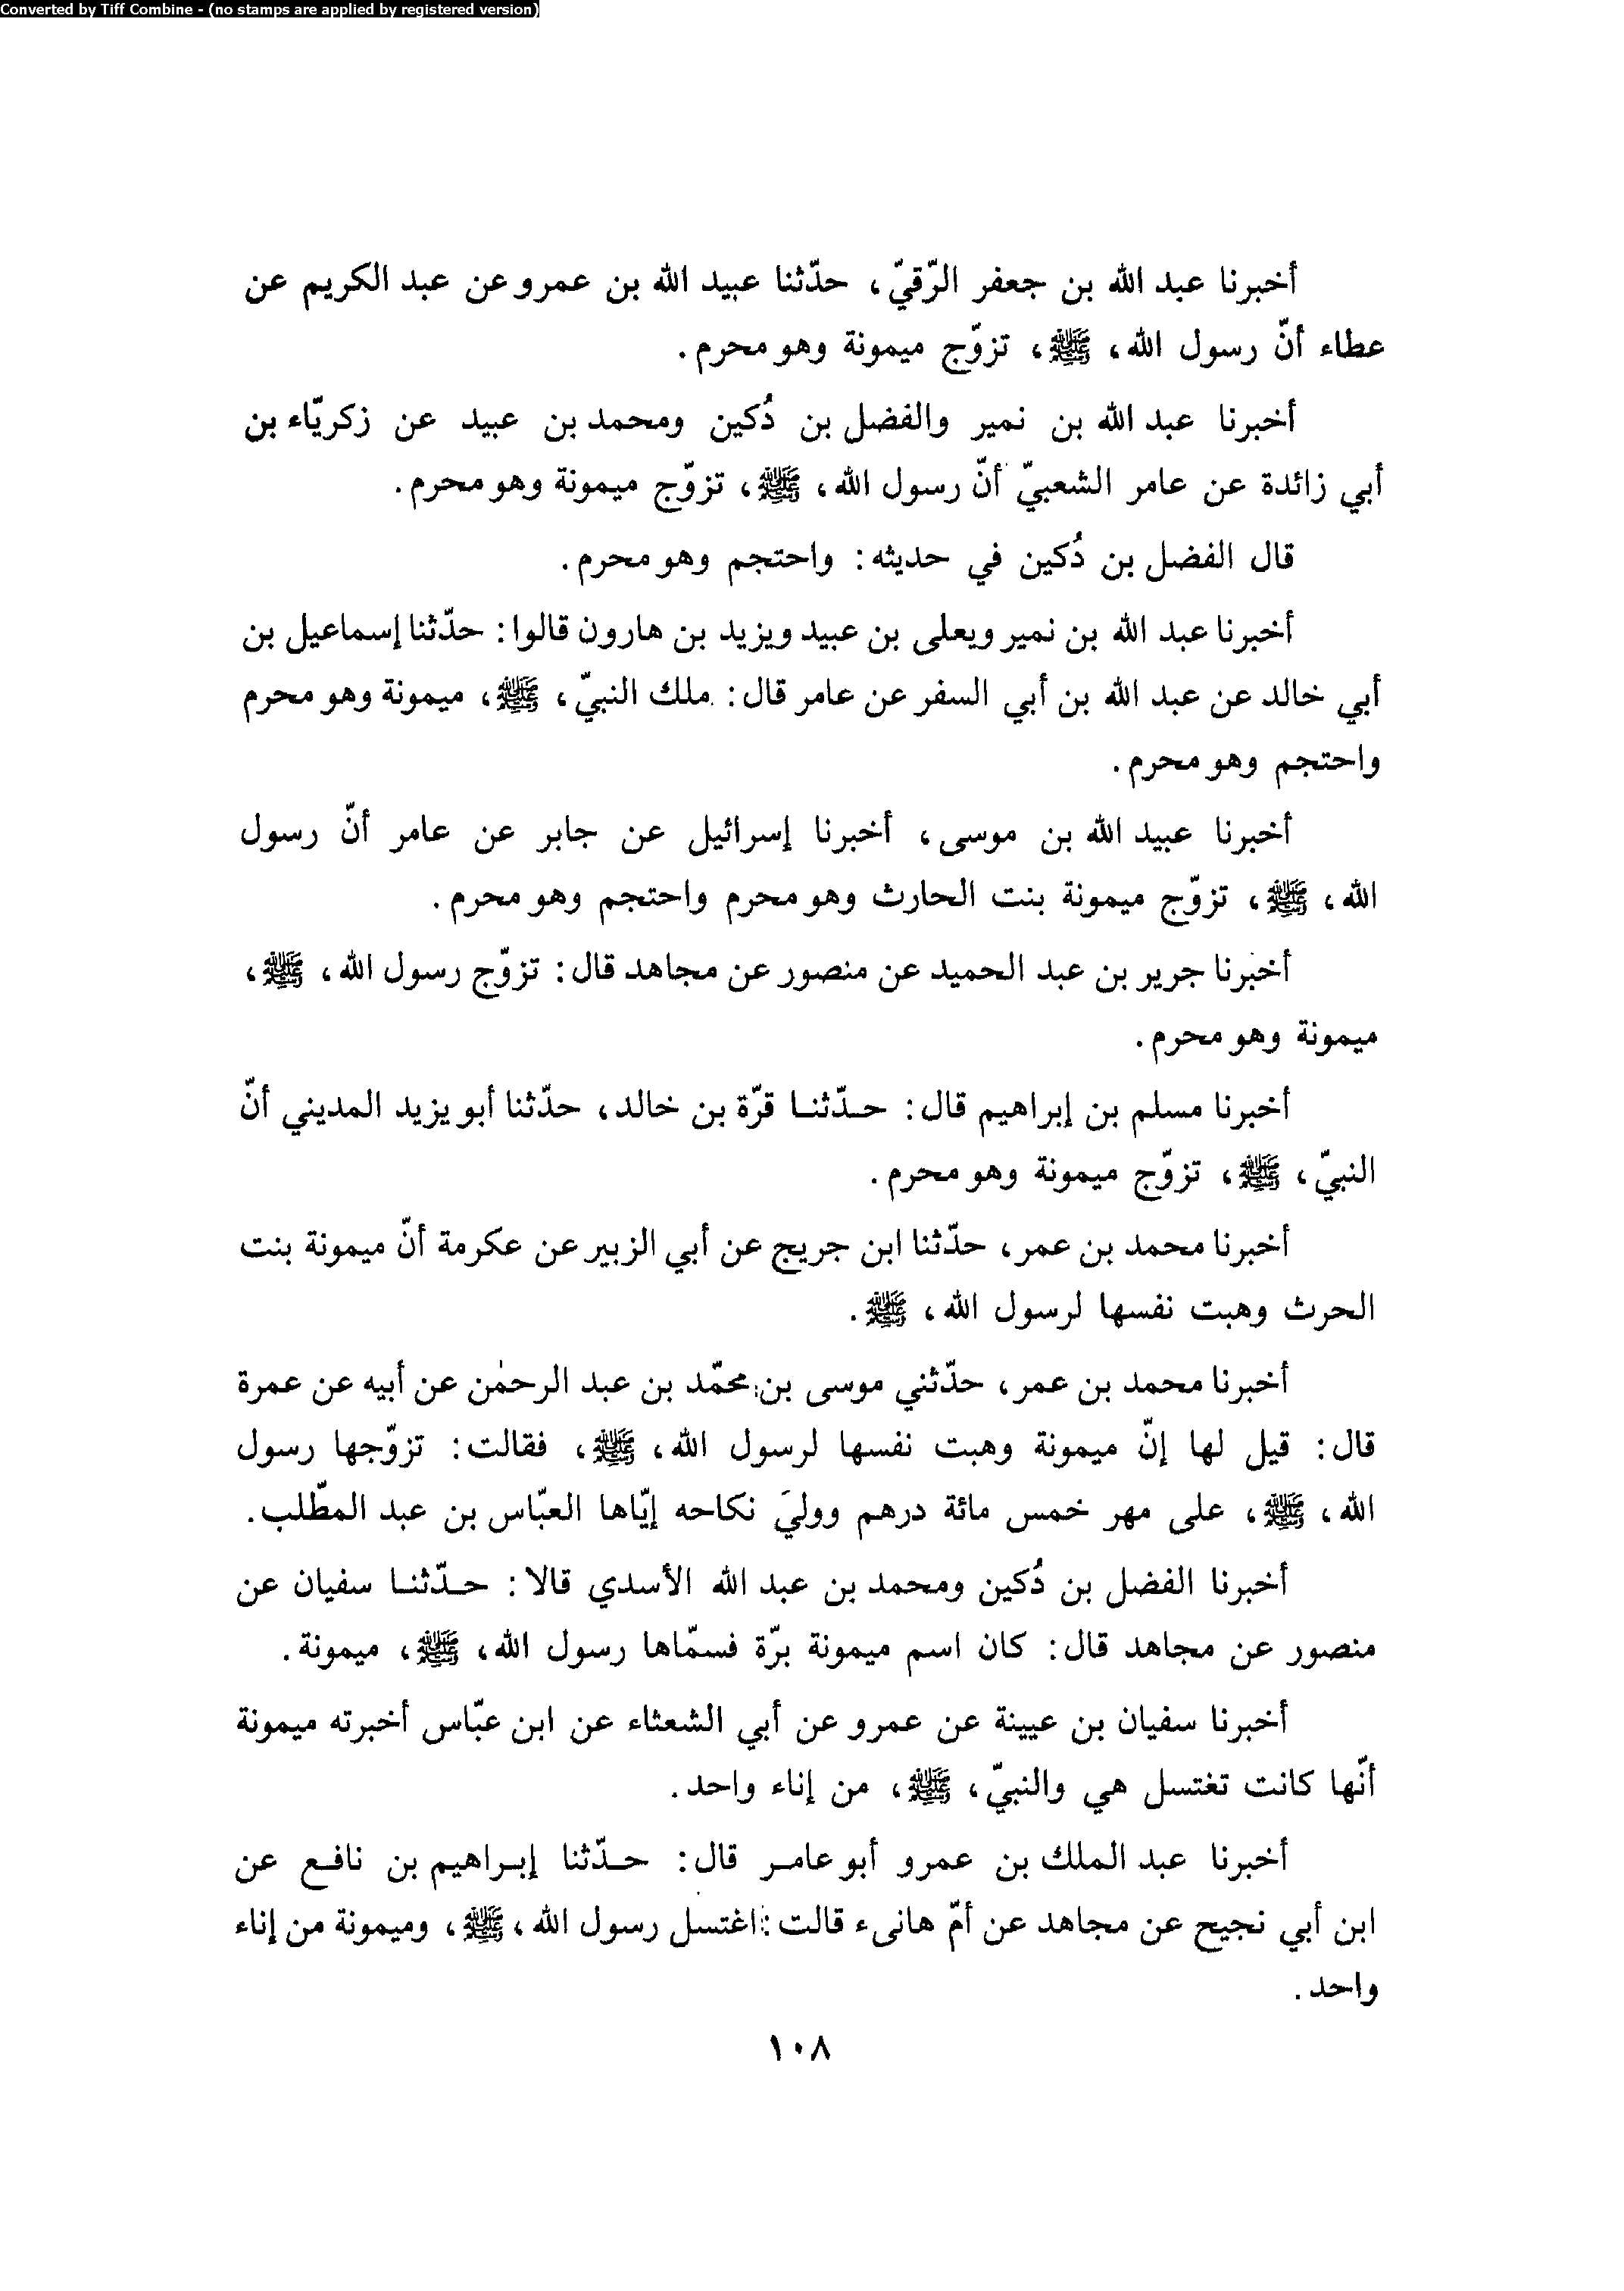 Converted by Tiff Combine - (no stamps are applied by registered version)
أخبرنا عبد الله بن جعفر الرّقيّ، حدّثنا عبيد الله بن عمرو عن عبد الكريم عن
عطاء أنّ رسول الله، ﷺ، تزوّج ميمونة وهو محرم.
أخبرنا عبد الله بن نمير والفضل بن دُكين ومحمد بن عبيد عن زكريّاء بن
أبي زائدة عن عامر الشعبيّ أنّ رسول الله، ﷺ، تزوّج ميمونة وهو محرم.
قال الفضل بن دُكين في حديثه: واحتجم وهو محرم.
أخبرنا عبد الله بن نمير ويعلى بن عبيد ويزيد بن هارون قالوا: حدّثنا إسماعيل بن
أبي خالد عن عبد الله بن أبي السفر عن عامر قال: ملك النبيّ، ﷺ، ميمونة وهو محرم
واحتجم وهو محرم.
أخبرنا عبيد الله بن موسى، أخبرنا إسرائيل عن جابر عن عامر أنّ رسول
الله، ﷺ، تزوّج ميمونة بنت الحارث وهو محرم واحتجم وهو محرم.
أخبرنا جرير بن عبد الحميد عن منصور عن مجاهد قال: تزوّج رسول الله، ﷺ،
ميمونة وهو محرم.
أخبرنا مسلم بن إبراهيم قال: حدّثنا قرّة بن خالد، حدّثنا أبو يزيد المديني أنّ
النبيّ، ﷺ، تزوّج ميمونة وهو محرم.
أخبرنا محمد بن عمر، حدّثنا ابن جريج عن أبي الزبير عن عكرمة أنّ ميمونة بنت
الحرث وهبت نفسها لرسول الله، ﷺ.
أخبرنا محمد بن عمر، حدّثني موسى بن محمّد بن عبد الرحمٰن عن أبيه عن عمرة
قال: قيل لها إنّ ميمونة وهبت نفسها لرسول الله، ﷺ، فقالت: تزوّجها رسول
الله، ﷺ، على مهر خمس مائة درهم ووليَ نكاحه إيّاها العبّاس بن عبد المطّلب.
أخبرنا الفضل بن دُكين ومحمد بن عبد الله الأسدي قالا: حدّثنا سفيان عن
منصور عن مجاهد قال: كان اسم ميمونة برّة فسمّاها رسول الله، ﷺ، ميمونة.
أخبرنا سفيان بن عيينة عن عمرو عن أبي الشعثاء عن ابن عبّاس أخبرته ميمونة
أنّها كانت تغتسل هي والنبيّ، ﷺ، من إناء واحد.
أخبرنا عبد الملك بن عمرو أبو عامر قال: حدّثنا إبراهيم بن نافع عن
ابن أبي نجيح عن مجاهد عن أمّ هانىء قالت: اغتسل رسول الله، ﷺ، وميمونة من إناء
واحد.
١٠٨